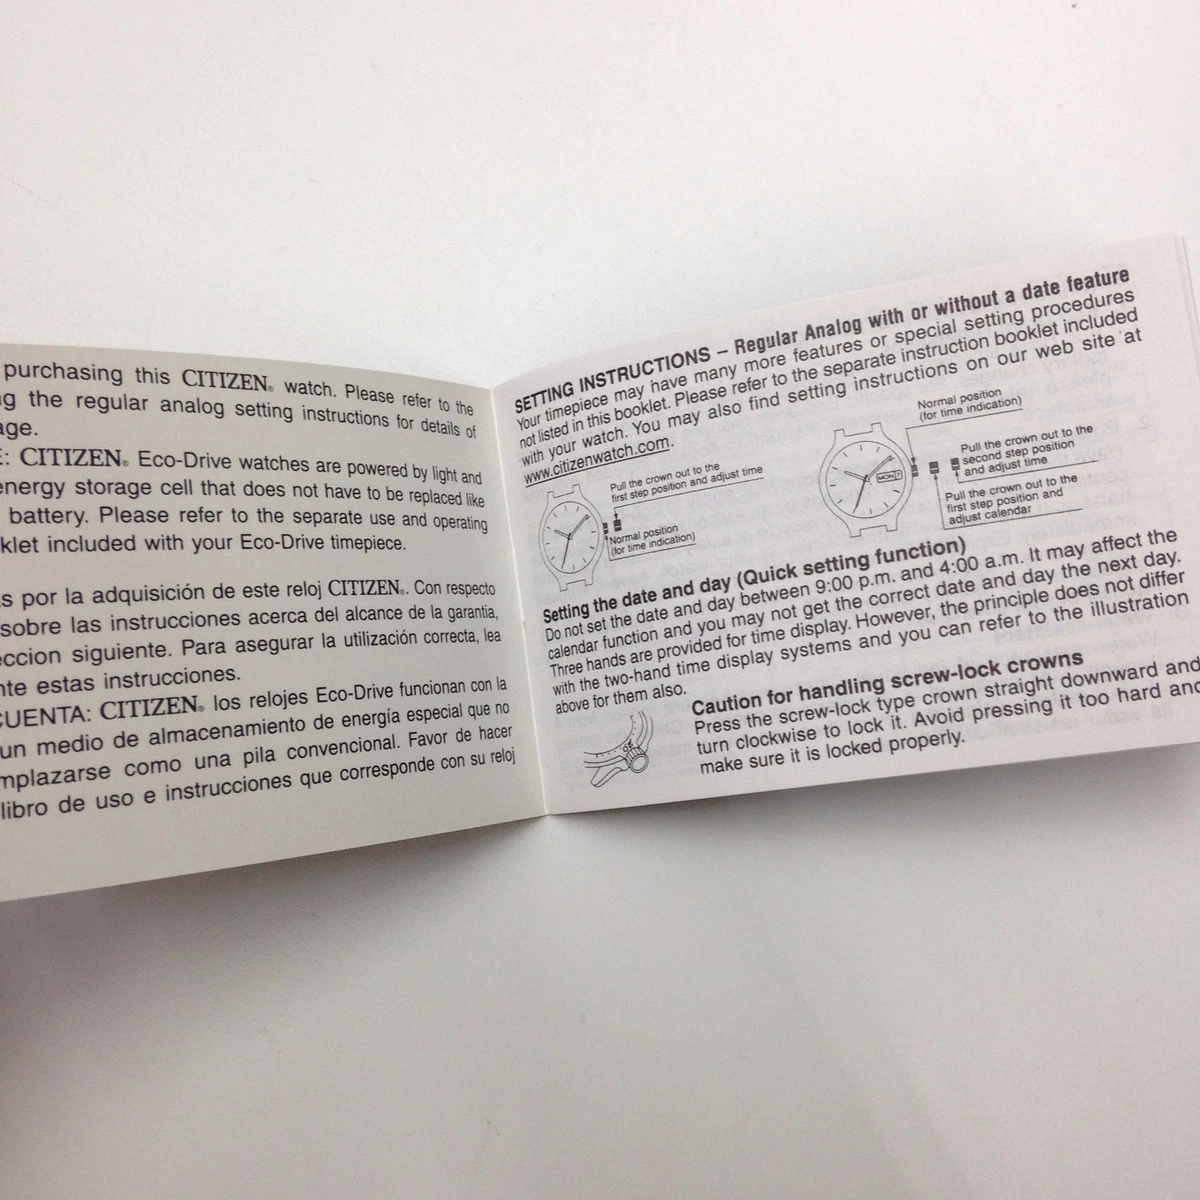 purchasing this CITIZEN® watch. Please refer to the
the regular analog setting instructions for details of
CITIZEN® Eco-Drive watches are powered by light and
energy storage cell that does not have to be replaced like
battery. Please refer to the separate use and operating
included with your Eco-Drive timepiece.
por la adquisición de este reloj CITIZEN®. Con respecto
sobre las instrucciones acerca del alcance de la garantía,
siguiente. Para asegurar la utilización correcta, lea
estas instrucciones.
CUENTA: CITIZEN® los relojes Eco-Drive funcionan con la
un medio de almacenamiento de energía especial que no
como una pila convencional. Favor de hacer
libro de uso e instrucciones que corresponde con su reloj
SETTING INSTRUCTIONS – Regular Analog with or without a date feature
Your timepiece may have many more features or special setting procedures
not listed in this booklet. Please refer to the separate instruction booklet included
with your watch. You may also find setting instructions on our web site at
www.citizenwatch.com.
Pull the crown out to the
first step position and adjust time
Normal position
(for time indication)
Normal position
(for time indication)
MON 7
Pull the crown out to the
second step position
and adjust time
Pull the crown out to the
first step position and
adjust calendar
Setting the date and day (Quick setting function)
Do not set the date and day between 9:00 p.m. and 4:00 a.m. It may affect the
calendar function and you may not get the correct date and day the next day.
Three hands are provided for time display. However, the principle does not differ
with the two-hand time display systems and you can refer to the illustration
above for them also.
Caution for handling screw-lock crowns
Press the screw-lock type crown straight downward and
turn clockwise to lock it. Avoid pressing it too hard and
make sure it is locked properly.